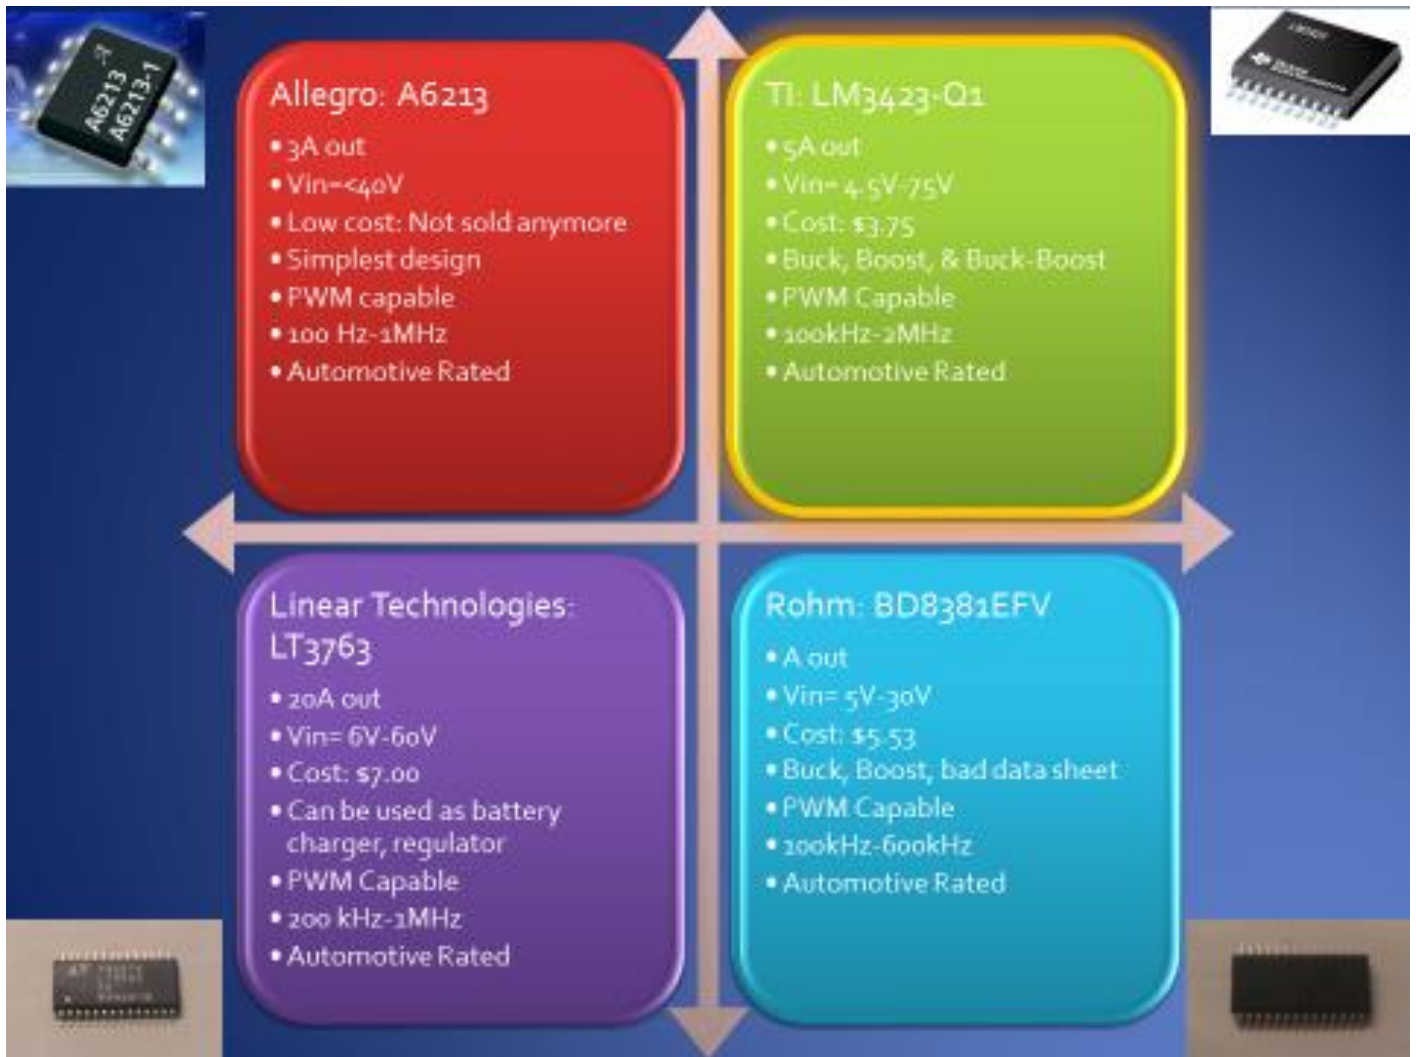 Allegro: A6213
• 3A out
• Vin=<40V
• Low cost: Not sold anymore
• Simplest design
• PWM capable
• 100 Hz-1MHz
• Automotive Rated
TI: LM3423-Q1
• 5A out
• Vin= 4.5V-75V
• Cost: $3.75
• Buck, Boost, & Buck-Boost
• PWM Capable
• 100kHz-2MHz
• Automotive Rated
Linear Technologies:
LT3763
• 20A out
• Vin= 6V-60V
• Cost: $7.00
• Can be used as battery
charger, regulator
• PWM Capable
• 200 kHz-1MHz
• Automotive Rated
Rohm: BD8381EFV
• A out
• Vin= 5V-30V
• Cost: $5.53
• Buck, Boost, bad data sheet
• PWM Capable
• 100kHz-600kHz
• Automotive Rated
A6213
A6213-1